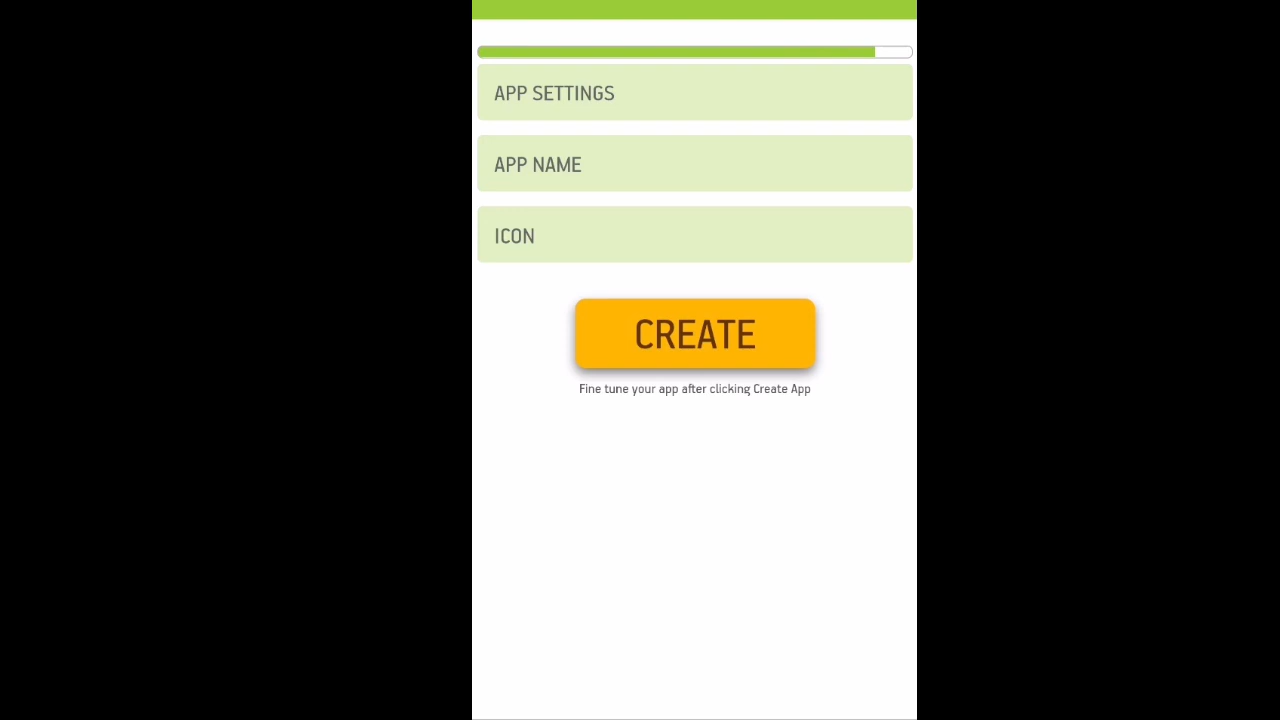 APP SETTINGS
APP NAME
ICON
CREATE
Fine tune your app after clicking Create App